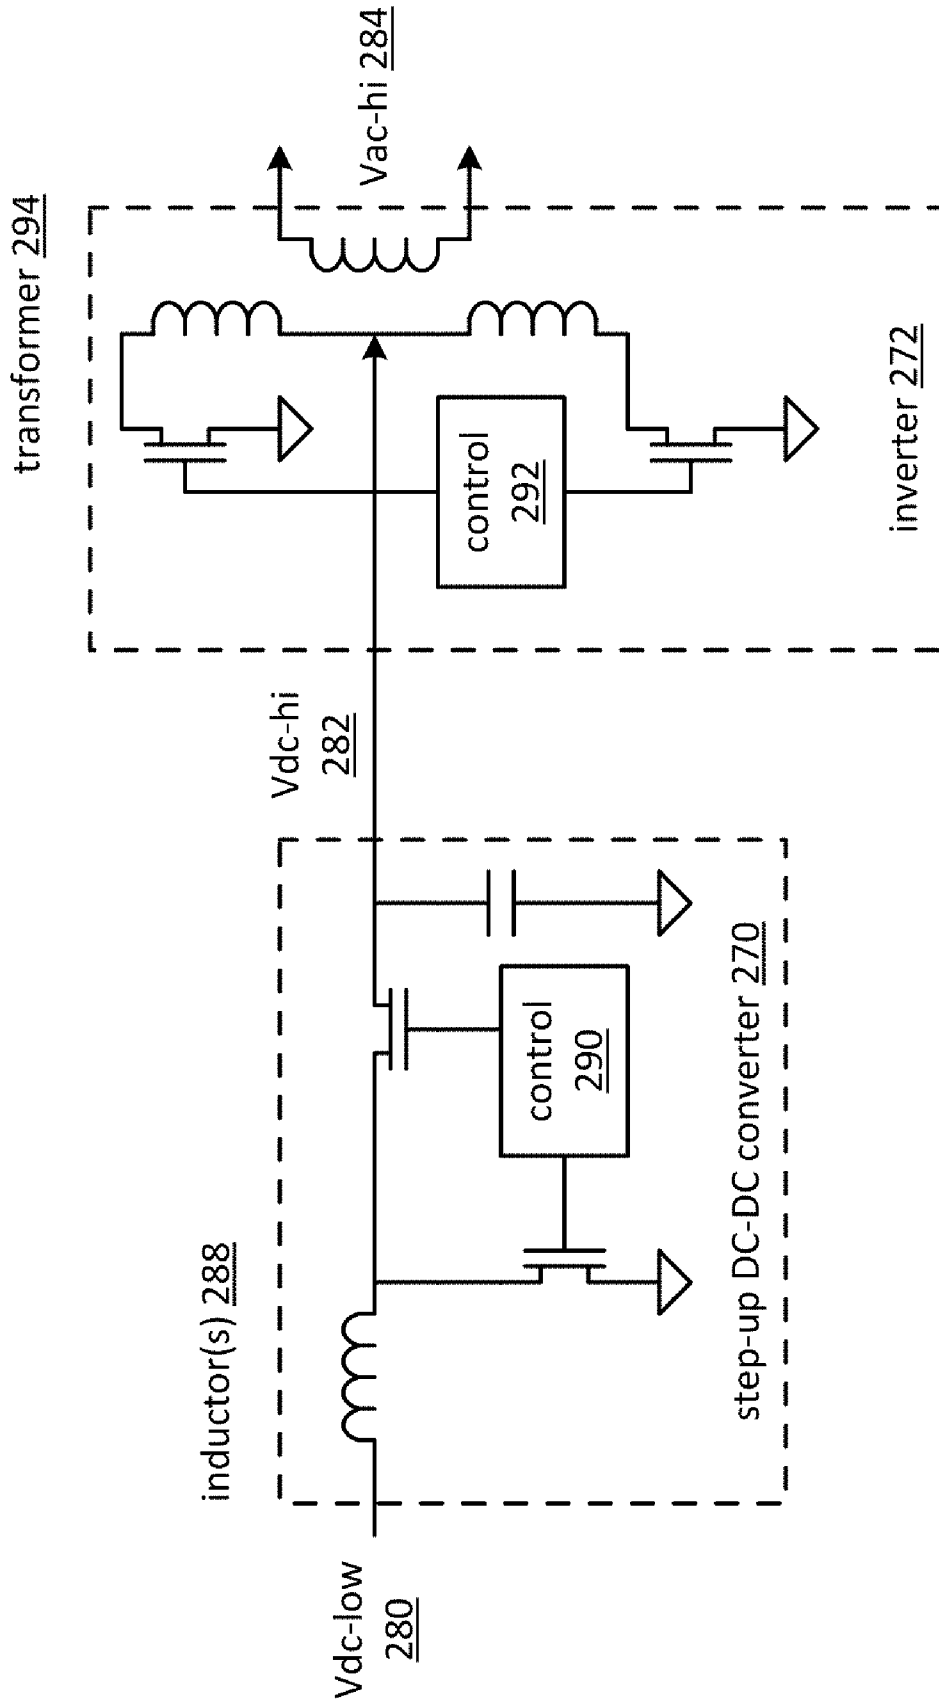 transformer 294
Vac-hi 284
control
292
inverter 272
Vdc-hi
282
inductor(s) 288
control
290
step-up DC-DC converter 270
Vdc-low
280